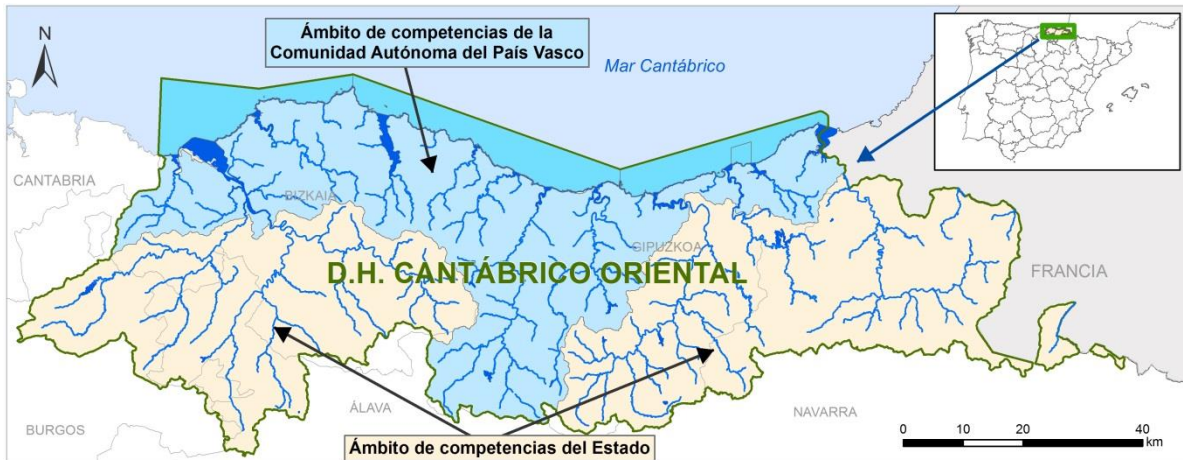 Ámbito de competencias de la
Comunidad Autónoma del País Vasco
N
Mar Cantábrico
CANTABRIA
BIZKAIA
GIPUZKOA
D.H. CANTÁBRICO ORIENTAL
FRANCIA
ÁLAVA
NAVARRA
BURGOS
Ámbito de competencias del Estado
0 10 20 40
km